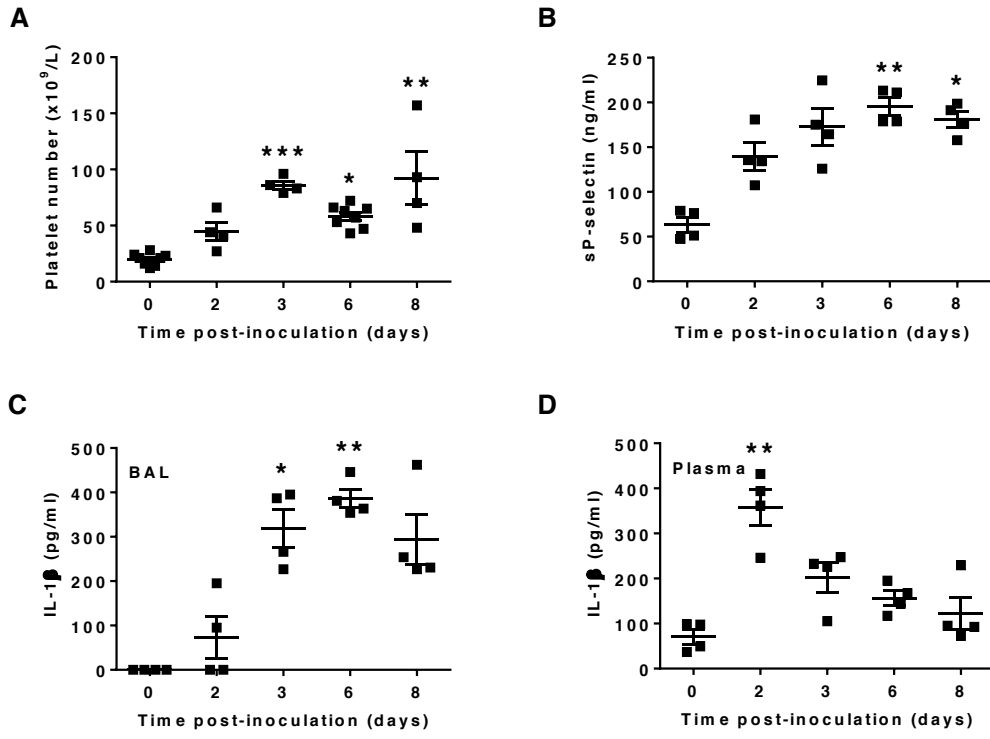 A
Platelet number (x10^9/L)
200
150
100
50
0
***
*
**
0 2 3 6 8
Time post-inoculation (days)
B
sP-selectin (ng/ml)
250
200
150
100
50
0
**
*
0 2 3 6 8
Time post-inoculation (days)
C
IL-1β (pg/ml)
500
400
300
200
100
0
BAL
*
**
0 2 3 6 8
Time post-inoculation (days)
D
IL-1β (pg/ml)
500
400
300
200
100
0
Plasma
**
0 2 3 6 8
Time post-inoculation (days)